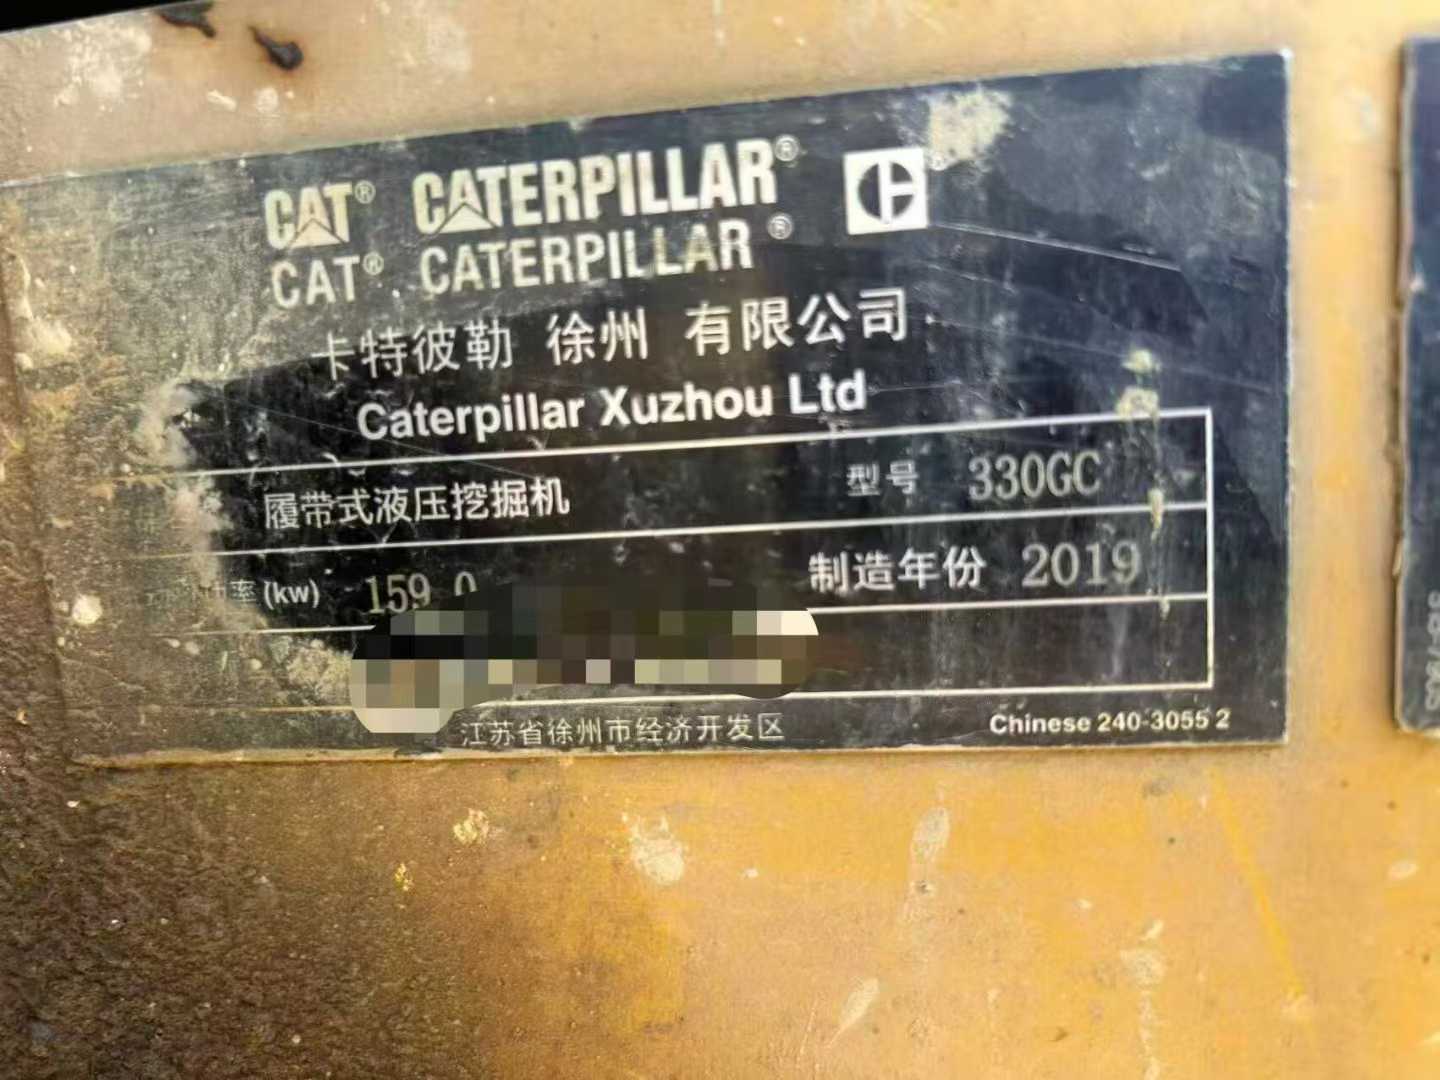 CAT® CATERPILLAR®
CAT® CATERPILLAR®
卡特彼勒 徐州 有限公司
Caterpillar Xuzhou Ltd
履带式液压挖掘机 型号 330GC
功率(kw) 159.0 制造年份 2019
江苏省徐州市经济开发区 Chinese 240-3055 2